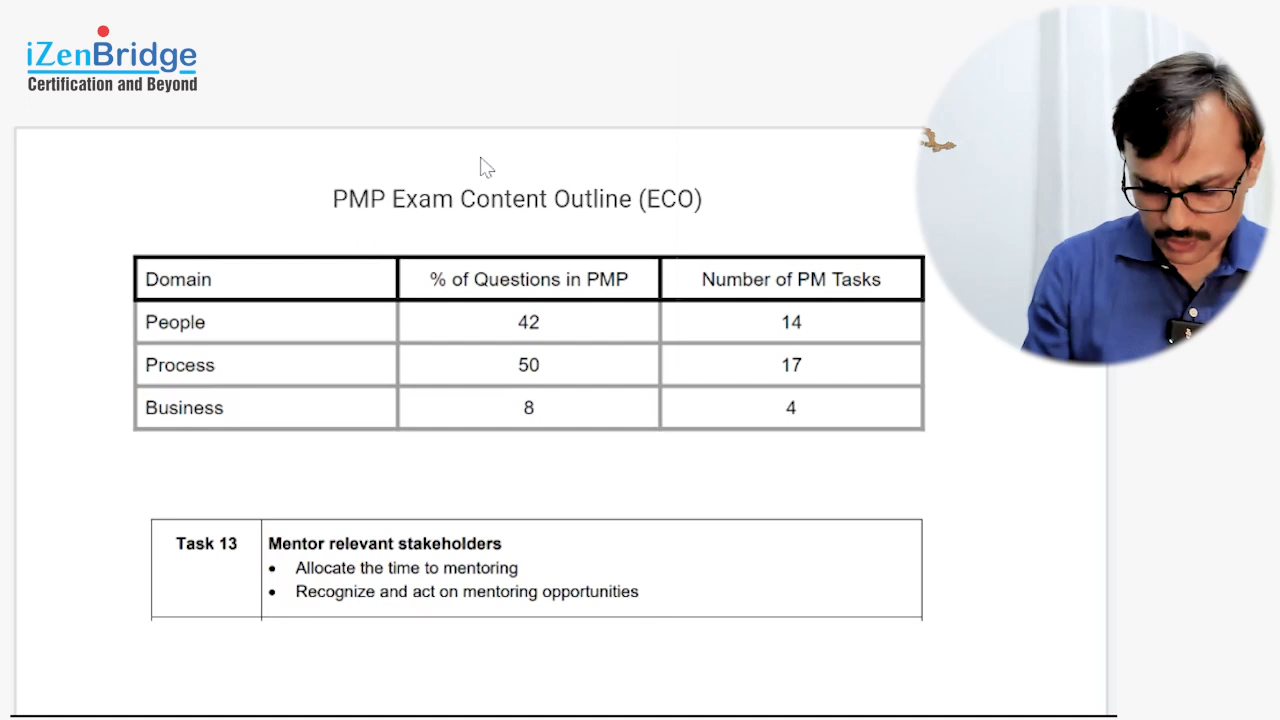 iZenBridge
Certification and Beyond
PMP Exam Content Outline (ECO)
Domain % of Questions in PMP Number of PM Tasks
People 42 14
Process 50 17
Business 8 4
Task 13 Mentor relevant stakeholders
• Allocate the time to mentoring
• Recognize and act on mentoring opportunities